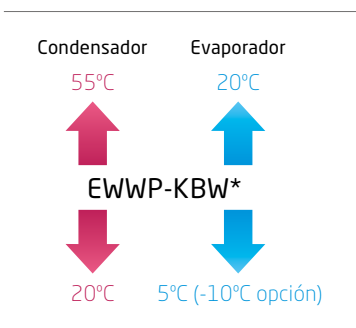 Condensador Evaporador
55ºC 20ºC
EWWP-KBW*
20ºC 5ºC (-10ºC opción)